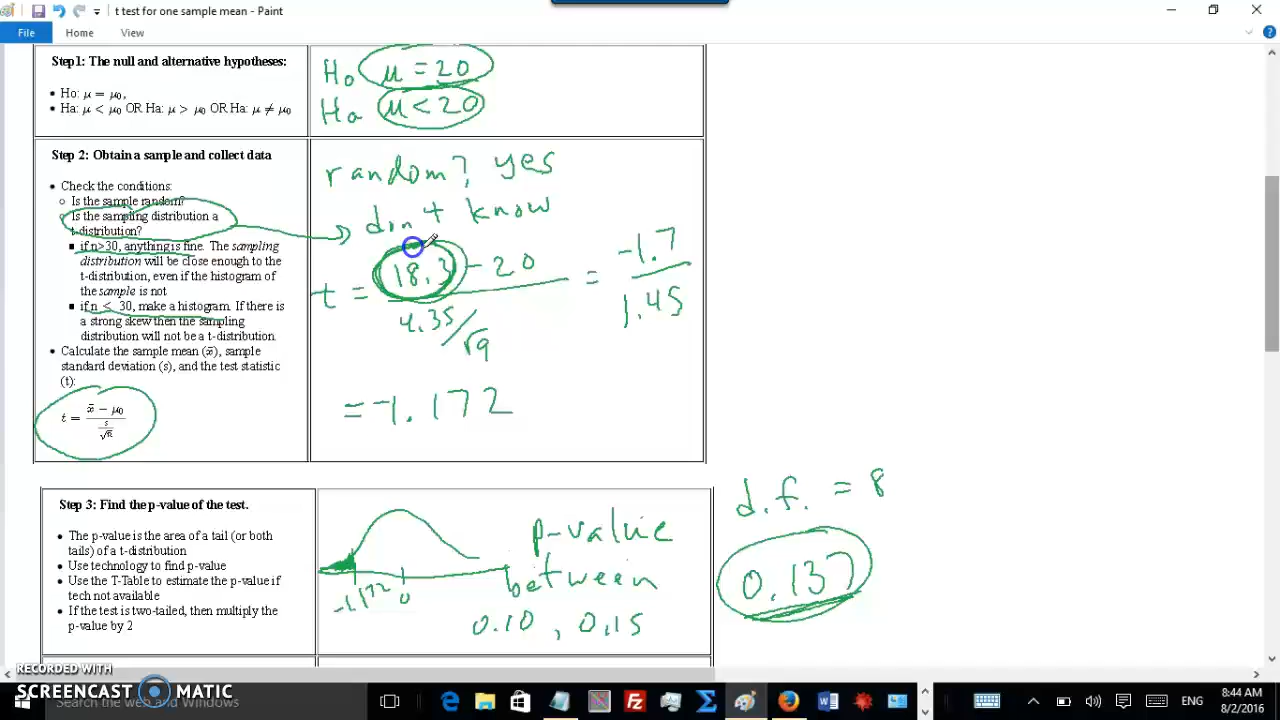 t test for one sample mean - Paint
File Home View
Step1: The null and alternative hypotheses:
• Ho: μ = μ₀,
• Ha: μ < μ₀ OR Ha: μ > μ₀ OR Ha: μ ≠ μ₀
Ho μ = 20
Ha μ < 20
Step 2: Obtain a sample and collect data
• Check the conditions:
○ Is the sample random?
○ Is the sampling distribution a
t-distribution?
▪ if n>30, anything is fine. The sampling
distribution will be close enough to the
t-distribution, even if the histogram of
the sample is not
▪ if n < 30, make a histogram. If there is
a strong skew then the sampling
distribution will not be a t-distribution.
• Calculate the sample mean (x̄), sample
standard deviation (s), and the test statistic
(t):
t = (x̄ − μ₀) / (s/√n)
random? yes
don't know
t = (18.3 - 20) / (4.35/√9) = -1.7 / 1.45
= -1.172
Step 3: Find the p-value of the test.
• The p-value is the area of a tail (or both
tails) of a t-distribution
• Use technology to find p-value
• Use the T-Table to estimate the p-value if
tech not available
• If the test is two-tailed, then multiply the
p-value by 2
-1.172 0
p-value
between
0.10 , 0.15
d.f. = 8
0.137
RECORDED WITH
SCREENCAST MATIC
Search the web and Windows
ENG
8:44 AM
8/2/2016